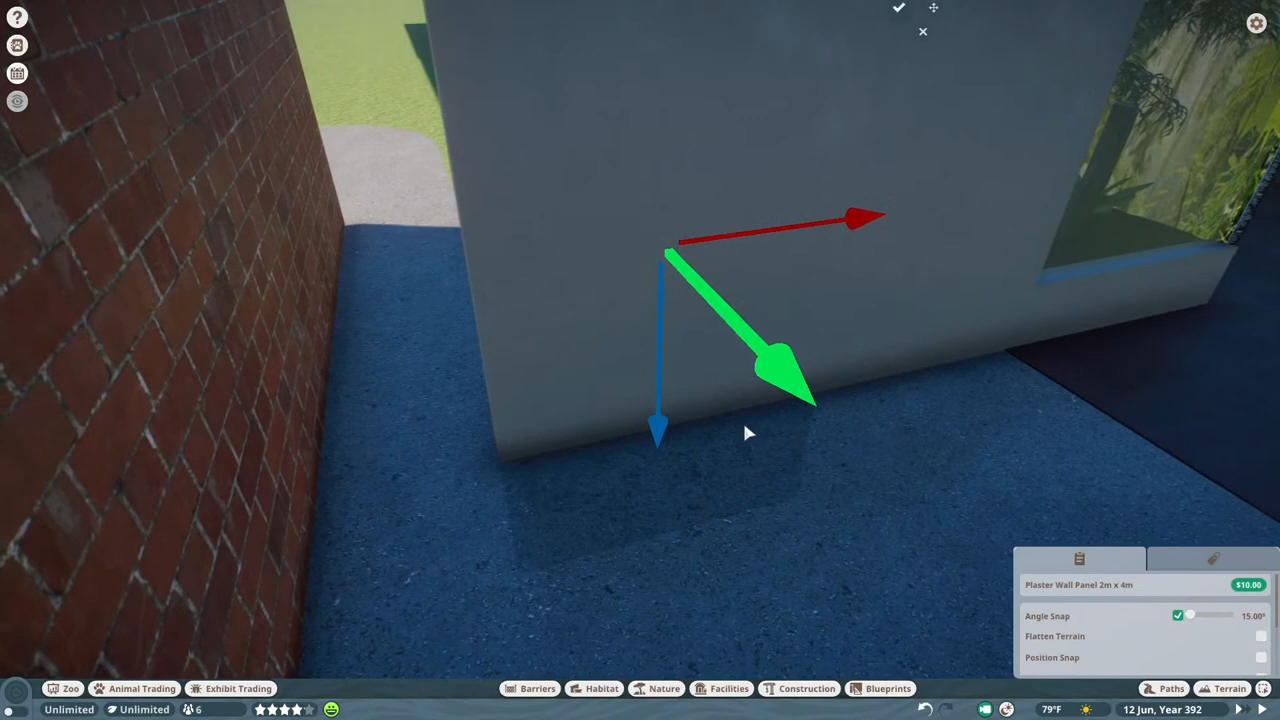 Plaster Wall Panel 2m x 4m $10.00
Angle Snap 15.00°
Flatten Terrain
Position Snap
Zoo Animal Trading Exhibit Trading Barriers Habitat Nature Facilities Construction Blueprints Paths Terrain
Unlimited Unlimited 6 79°F 12 Jun, Year 392